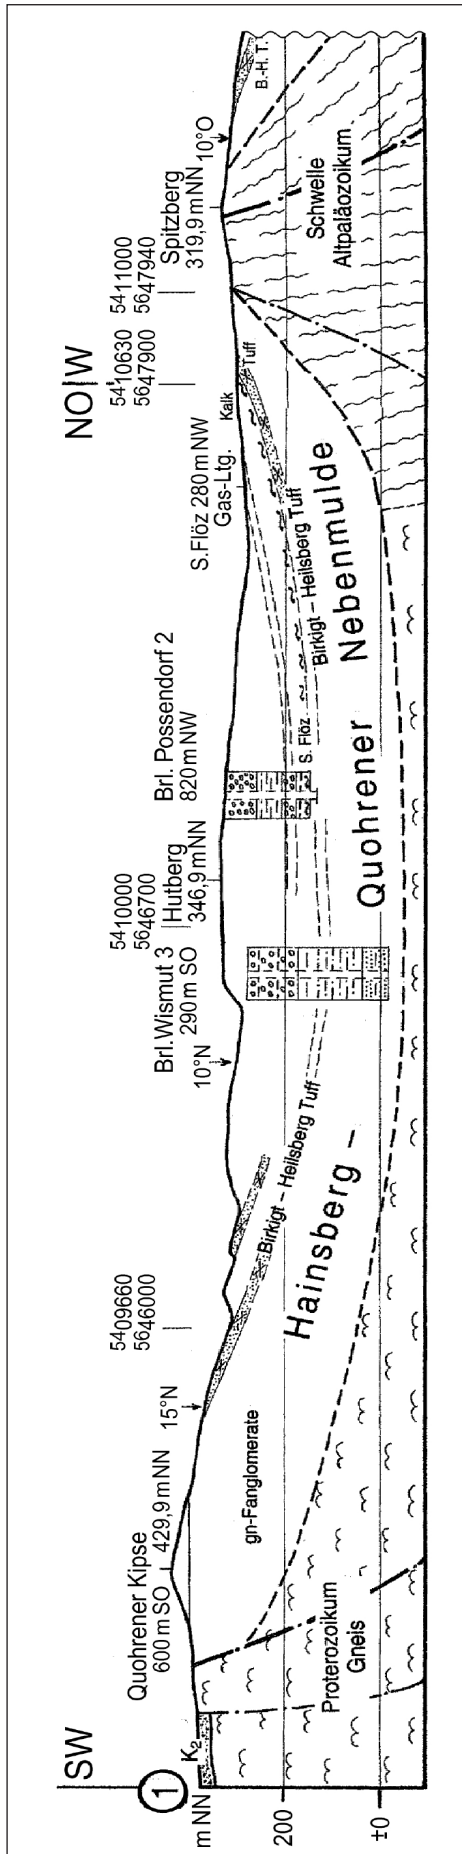 SW
1
NO|W
Quohrener Kipse
600 m SO
429,9 mNN
15°N
5409660
5646000
10°N
Brl. Wismut 3
290 m SO
5410000
5646700
Hutberg
346,9 mNN
Brl. Possendorf 2
820 m NW
S. Flöz 280 m NW
Gas-Ltg.
5410630
5647900
5411000
5647940
Spitzberg
319,9 mNN
10°O
K2
m NN
200
±0
Proterozoikum
Gneis
gn-Fanglomerate
Birkigt – Heilsberg Tuff
Hainsberg –
Quohrener
Nebenmulde
S. Flöz
Birkigt – Heilsberg Tuff
Kalk
Tuff
Schwelle
Altpaläozoikum
B.-H. T.